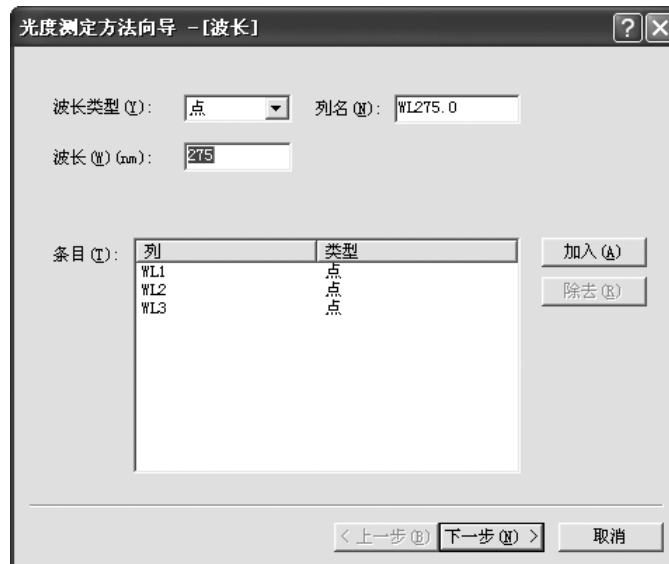 光度测定方法向导 -[波长]
波长类型(Y): 点 列名(N): WL275.0
波长(W)(nm): 275
条目(T): 列 类型 加入(A)
WL1 点
WL2 点 除去(R)
WL3 点
< 上一步(B) 下一步(N) > 取消